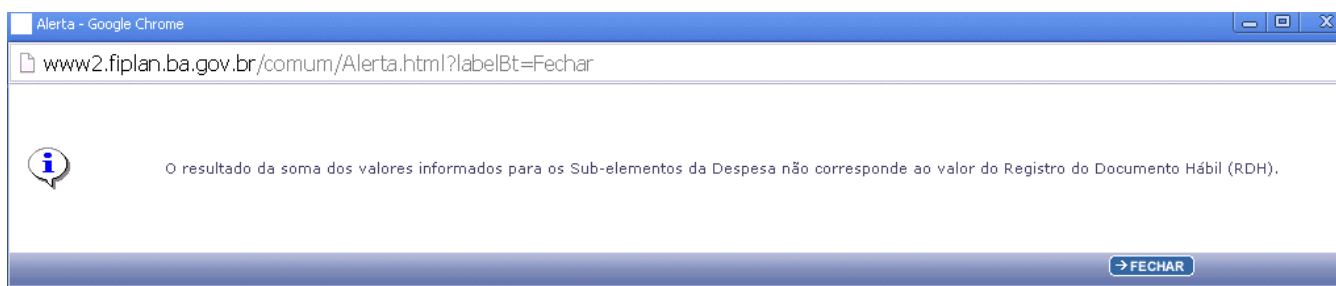 Alerta - Google Chrome
www2.fiplan.ba.gov.br/comum/Alerta.html?labelBt=Fechar
O resultado da soma dos valores informados para os Sub-elementos da Despesa não corresponde ao valor do Registro do Documento Hábil (RDH).
FECHAR